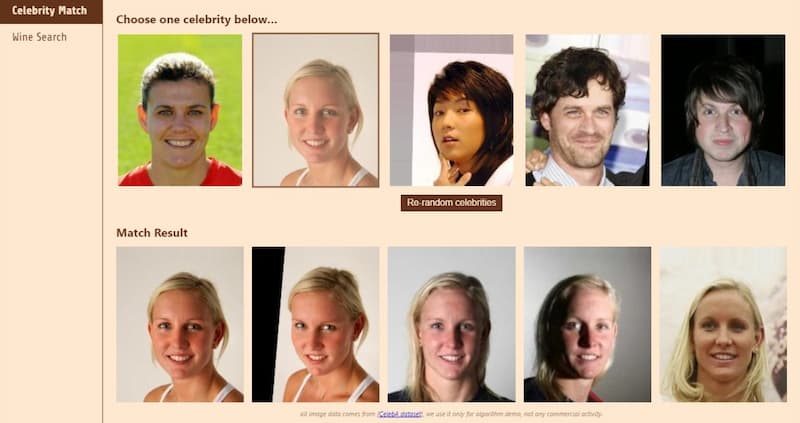 Celebrity Match
Wine Search
Choose one celebrity below...
Re-random celebrities
Match Result
all image data comes from (CelebA dataset), we use it only for algorithm demo, not any commercial activity.